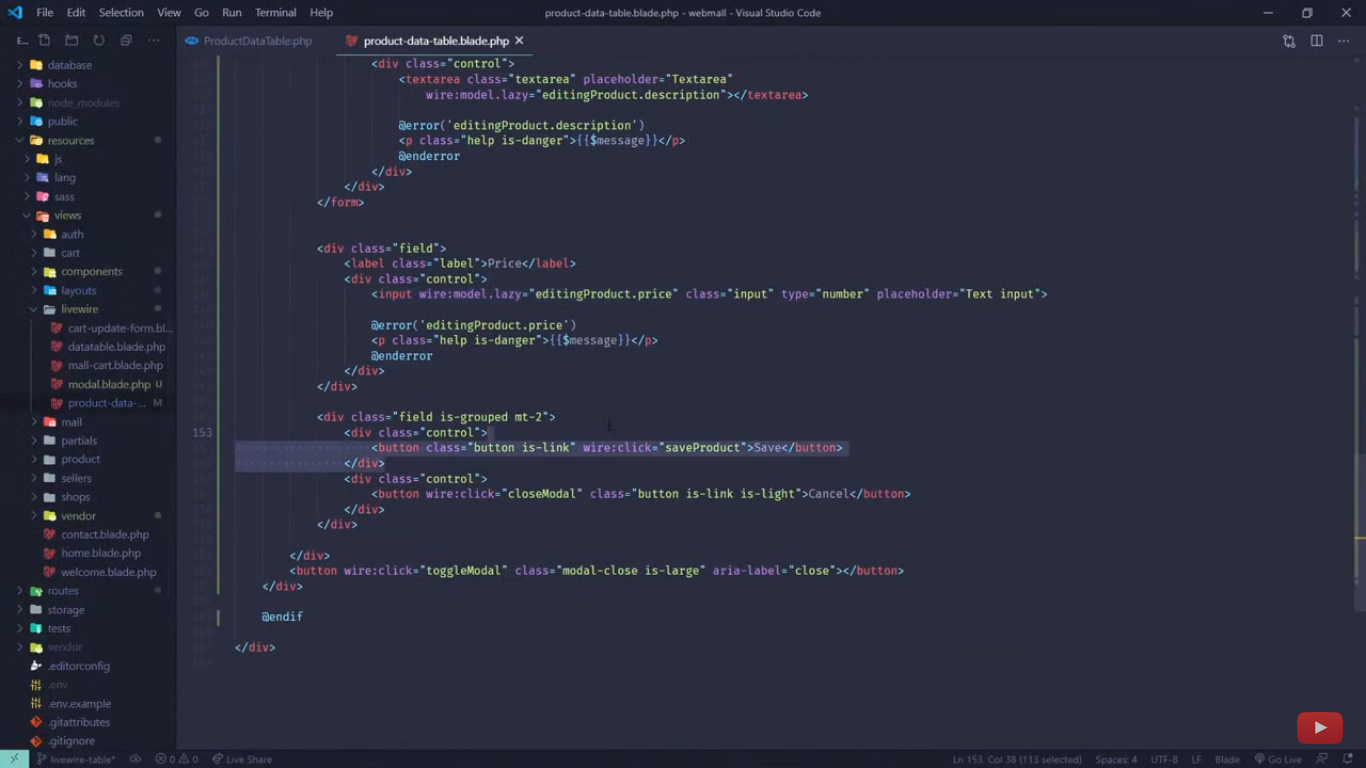 File Edit Selection View Go Run Terminal Help
product-data-table.blade.php - webmall - Visual Studio Code
E...
ProductDataTable.php
product-data-table.blade.php
database
hooks
node_modules
public
resources
js
lang
sass
views
auth
cart
components
layouts
livewire
cart-update-form.bl...
datatable.blade.php
mall-cart.blade.php
modal.blade.php U
product-data-... M
mail
partials
product
sellers
shops
vendor
contact.blade.php
home.blade.php
welcome.blade.php
routes
storage
tests
vendor
.editorconfig
.env
.env.example
.gitattributes
.gitignore
<div class="control">
<textarea class="textarea" placeholder="Textarea"
wire:model.lazy="editingProduct.description"></textarea>
@error('editingProduct.description')
<p class="help is-danger">{{$message}}</p>
@enderror
</div>
</div>
</form>
<div class="field">
<label class="label">Price</label>
<div class="control">
<input wire:model.lazy="editingProduct.price" class="input" type="number" placeholder="Text input">
@error('editingProduct.price')
<p class="help is-danger">{{$message}}</p>
@enderror
</div>
</div>
<div class="field is-grouped mt-2">
153 <div class="control">
<button class="button is-link" wire:click="saveProduct">Save</button>
</div>
<div class="control">
<button wire:click="closeModal" class="button is-link is-light">Cancel</button>
</div>
</div>
</div>
<button wire:click="toggleModal" class="modal-close is-large" aria-label="close"></button>
</div>
@endif
</div>
livewire-table* 0 0 Live Share
Ln 153, Col 38 (113 selected) Spaces: 4 UTF-8 LF Blade Go Live